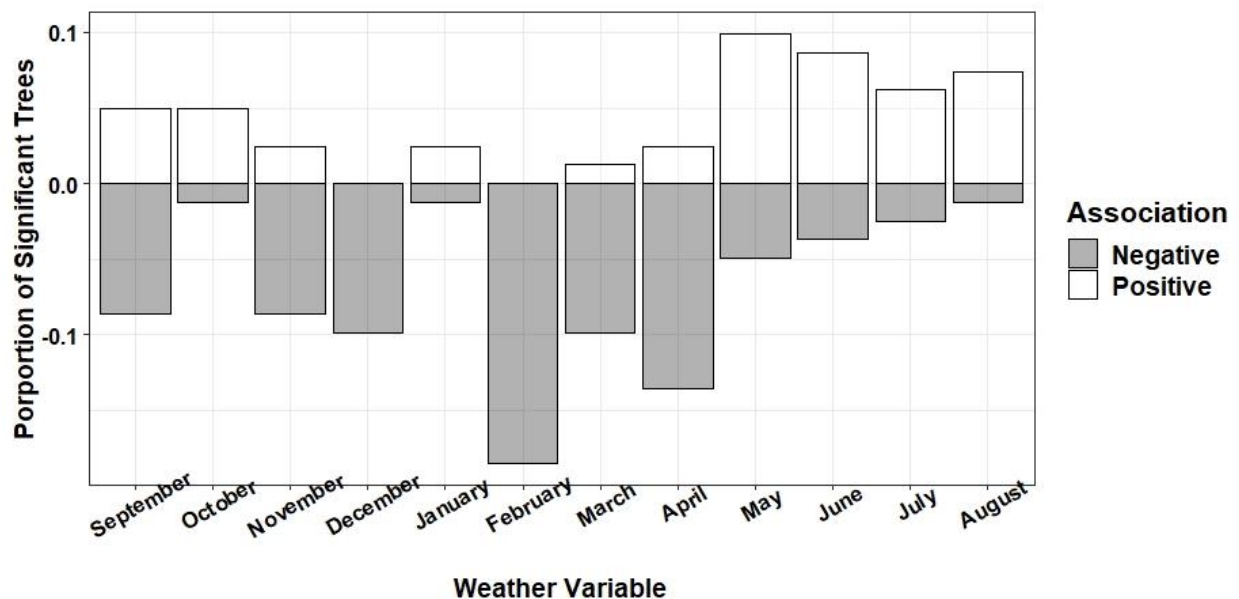 Porportion of Significant Trees
0.1
0.0
-0.1
September
October
November
December
January
February
March
April
May
June
July
August
Weather Variable
Association
Negative
Positive